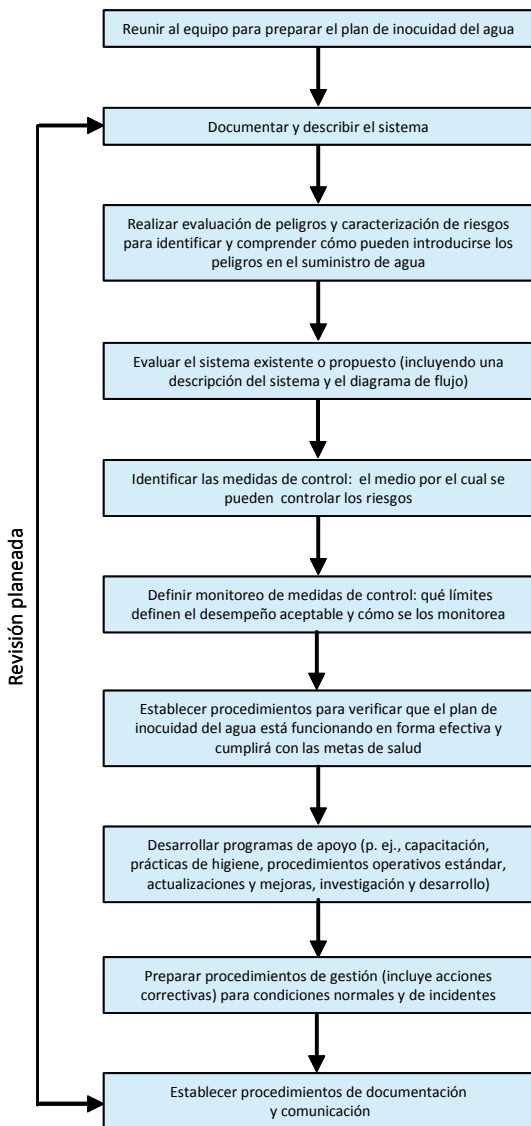 Reunir al equipo para preparar el plan de inocuidad del agua
Documentar y describir el sistema
Realizar evaluación de peligros y caracterización de riesgos
para identificar y comprender cómo pueden introducirse los
peligros en el suministro de agua
Evaluar el sistema existente o propuesto (incluyendo una
descripción del sistema y el diagrama de flujo)
Identificar las medidas de control: el medio por el cual se
pueden controlar los riesgos
Definir monitoreo de medidas de control: qué límites
definen el desempeño aceptable y cómo se los monitorea
Establecer procedimientos para verificar que el plan de
inocuidad del agua está funcionando en forma efectiva y
cumplirá con las metas de salud
Desarrollar programas de apoyo (p. ej., capacitación,
prácticas de higiene, procedimientos operativos estándar,
actualizaciones y mejoras, investigación y desarrollo)
Preparar procedimientos de gestión (incluye acciones
correctivas) para condiciones normales y de incidentes
Establecer procedimientos de documentación
y comunicación
Revisión planeada